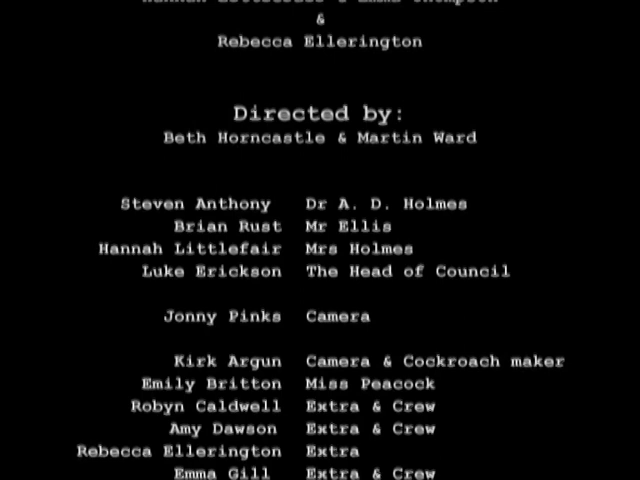 &
Rebecca Ellerington
Directed by:
Beth Horncastle & Martin Ward
Steven Anthony Dr A. D. Holmes
Brian Rust Mr Ellis
Hannah Littlefair Mrs Holmes
Luke Erickson The Head of Council
Jonny Pinks Camera
Kirk Argun Camera & Cockroach maker
Emily Britton Miss Peacock
Robyn Caldwell Extra & Crew
Amy Dawson Extra & Crew
Rebecca Ellerington Extra
Emma Gill Extra & Crew